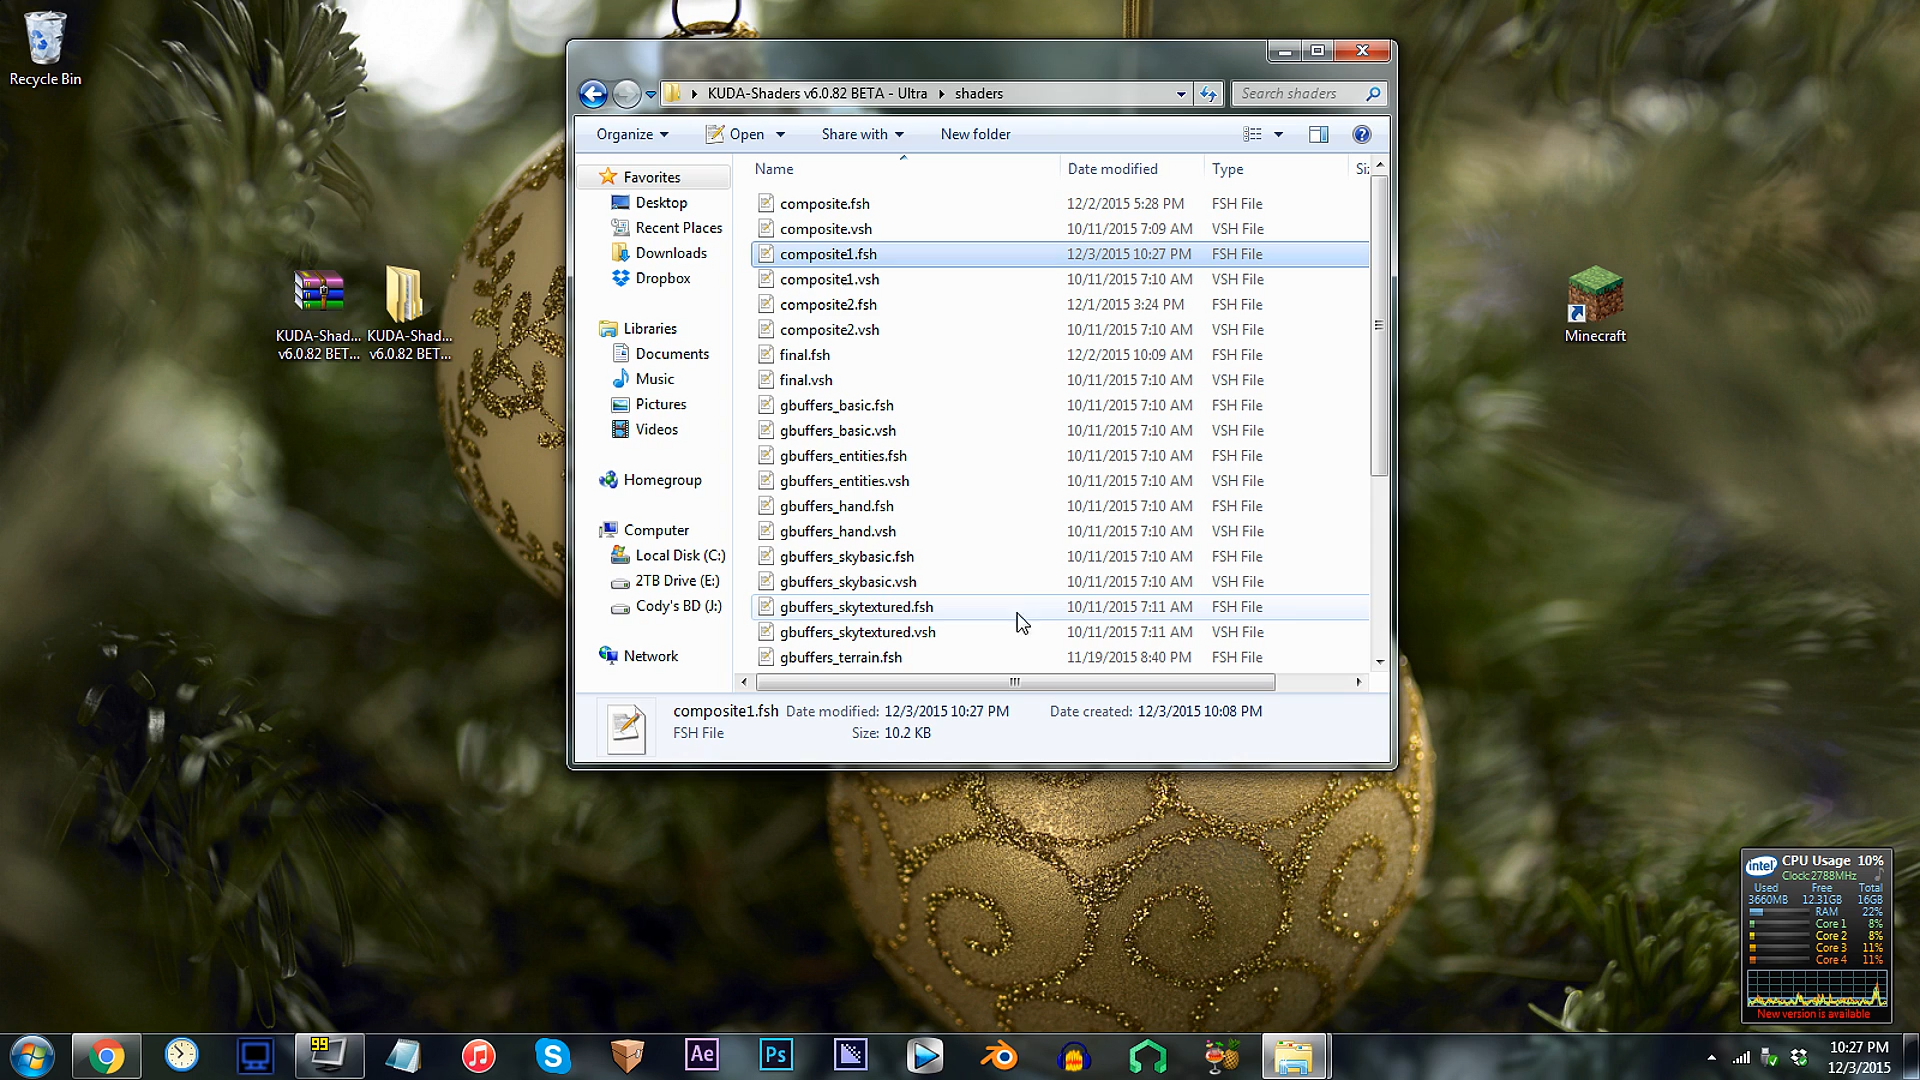 Recycle Bin
KUDA-Shad...
v6.0.82 BET...
KUDA-Shad...
v6.0.82 BET...
Minecraft
KUDA-Shaders v6.0.82 BETA - Ultra
shaders
Search shaders
Organize
Open
Share with
New folder
Favorites
Desktop
Recent Places
Downloads
Dropbox
Libraries
Documents
Music
Pictures
Videos
Homegroup
Computer
Local Disk (C:)
2TB Drive (E:)
Cody's BD (J:)
Network
Name Date modified Type Siz
composite.fsh 12/2/2015 5:28 PM FSH File
composite.vsh 10/11/2015 7:09 AM VSH File
composite1.fsh 12/3/2015 10:27 PM FSH File
composite1.vsh 10/11/2015 7:10 AM VSH File
composite2.fsh 12/1/2015 3:24 PM FSH File
composite2.vsh 10/11/2015 7:10 AM VSH File
final.fsh 12/2/2015 10:09 AM FSH File
final.vsh 10/11/2015 7:10 AM VSH File
gbuffers_basic.fsh 10/11/2015 7:10 AM FSH File
gbuffers_basic.vsh 10/11/2015 7:10 AM VSH File
gbuffers_entities.fsh 10/11/2015 7:10 AM FSH File
gbuffers_entities.vsh 10/11/2015 7:10 AM VSH File
gbuffers_hand.fsh 10/11/2015 7:10 AM FSH File
gbuffers_hand.vsh 10/11/2015 7:10 AM VSH File
gbuffers_skybasic.fsh 10/11/2015 7:10 AM FSH File
gbuffers_skybasic.vsh 10/11/2015 7:10 AM VSH File
gbuffers_skytextured.fsh 10/11/2015 7:11 AM FSH File
gbuffers_skytextured.vsh 10/11/2015 7:11 AM VSH File
gbuffers_terrain.fsh 11/19/2015 8:40 PM FSH File
composite1.fsh Date modified: 12/3/2015 10:27 PM Date created: 12/3/2015 10:08 PM
FSH File Size: 10.2 KB
intel CPU Usage 10%
Clock: 2788MHz
Used Free Total
3660MB 12.31GB 16GB
RAM 22%
Core 1 8%
Core 2 8%
Core 3 11%
Core 4 11%
New version is available
99
S
Ae
Ps
10:27 PM
12/3/2015